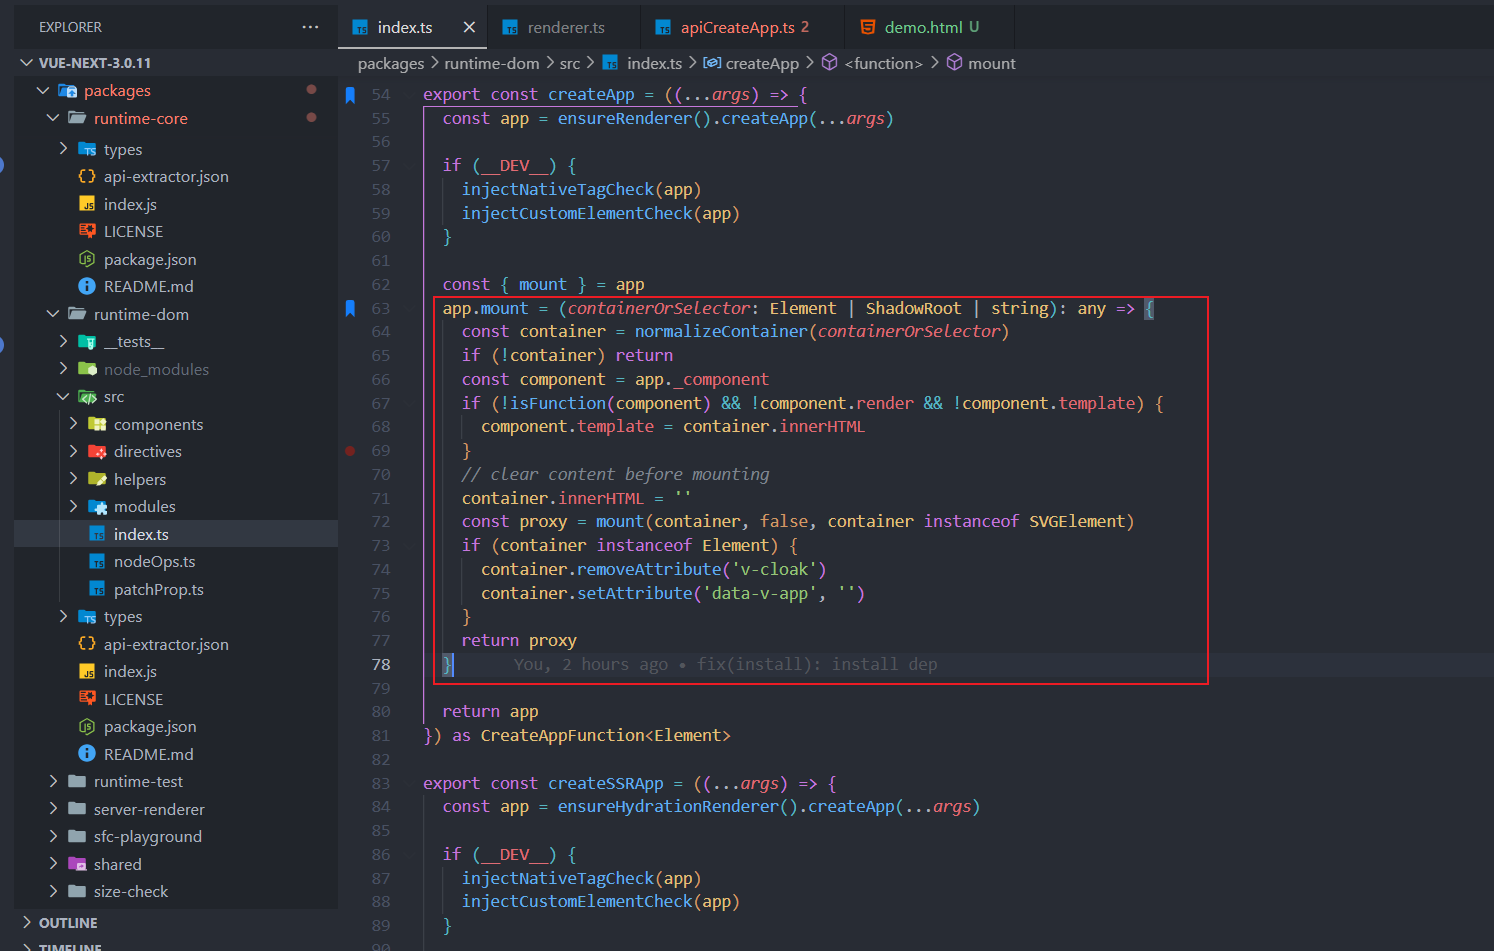 EXPLORER ···
VUE-NEXT-3.0.11
packages
runtime-core
types
api-extractor.json
index.js
LICENSE
package.json
README.md
runtime-dom
__tests__
node_modules
src
components
directives
helpers
modules
index.ts
nodeOps.ts
patchProp.ts
types
api-extractor.json
index.js
LICENSE
package.json
README.md
runtime-test
server-renderer
sfc-playground
shared
size-check
OUTLINE
TIMELINE
index.ts renderer.ts apiCreateApp.ts 2 demo.html U
packages > runtime-dom > src > index.ts > createApp > <function> > mount
54 export const createApp = ((...args) => {
55 const app = ensureRenderer().createApp(...args)
56
57 if (__DEV__) {
58 injectNativeTagCheck(app)
59 injectCustomElementCheck(app)
60 }
61
62 const { mount } = app
63 app.mount = (containerOrSelector: Element | ShadowRoot | string): any => {
64 const container = normalizeContainer(containerOrSelector)
65 if (!container) return
66 const component = app._component
67 if (!isFunction(component) && !component.render && !component.template) {
68 component.template = container.innerHTML
69 }
70 // clear content before mounting
71 container.innerHTML = ''
72 const proxy = mount(container, false, container instanceof SVGElement)
73 if (container instanceof Element) {
74 container.removeAttribute('v-cloak')
75 container.setAttribute('data-v-app', '')
76 }
77 return proxy
78 } You, 2 hours ago • fix(install): install dep
79
80 return app
81 }) as CreateAppFunction<Element>
82
83 export const createSSRApp = ((...args) => {
84 const app = ensureHydrationRenderer().createApp(...args)
85
86 if (__DEV__) {
87 injectNativeTagCheck(app)
88 injectCustomElementCheck(app)
89 }
90